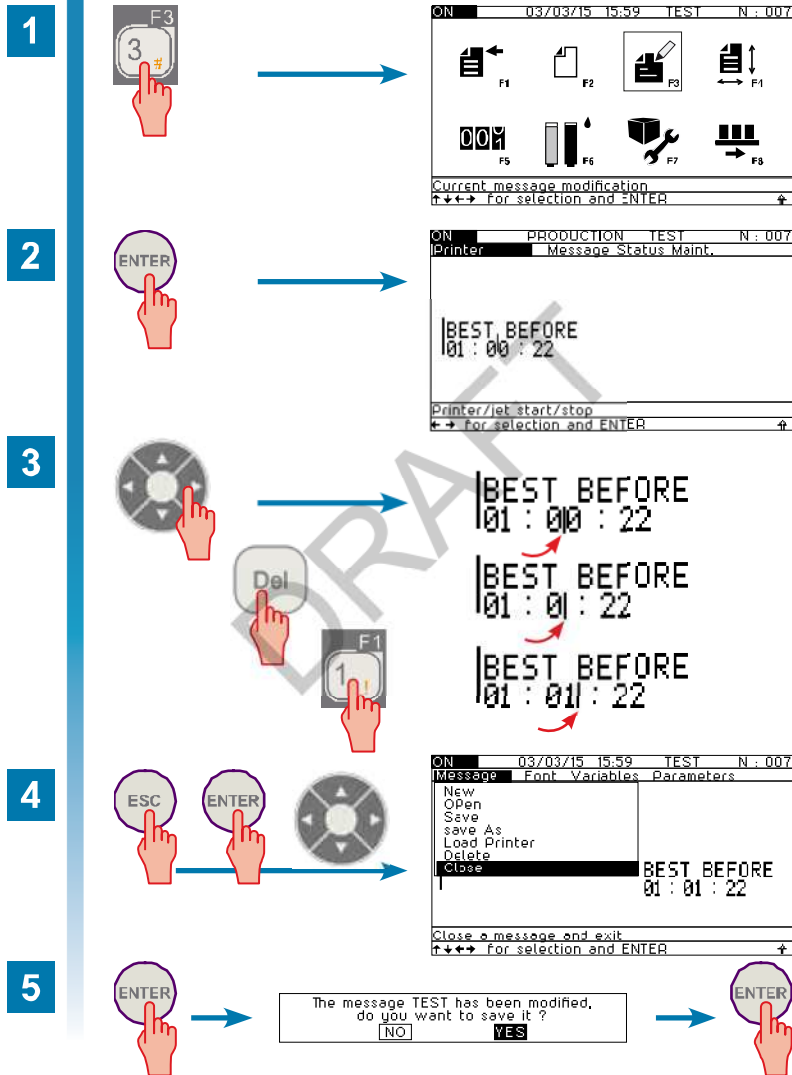 1
F3
3 #
ON 03/03/15 15:59 TEST N : 007
F1 F2 F3 F4
001
F5 F6 F7 F8
Current message modification
↑↓←→ for selection and ENTER
2
ENTER
ON PRODUCTION TEST N : 007
Printer Message Status Maint.
BEST BEFORE
01 : 00 : 22
Printer/jet start/stop
←→ for selection and ENTER
3
BEST BEFORE
01 : 00 : 22
Del
BEST BEFORE
01 : 0 : 22
F1
1 !
BEST BEFORE
01 : 01 : 22
DRAFT
4
ESC
ENTER
ON 03/03/15 15:59 TEST N : 007
Message Font Variables Parameters
New
OPen
Save
save As
Load Printer
Delete
Close
BEST BEFORE
01 : 01 : 22
Close a message and exit
↑↓←→ for selection and ENTER
5
ENTER
The message TEST has been modified,
do you want to save it ?
NO YES
ENTER